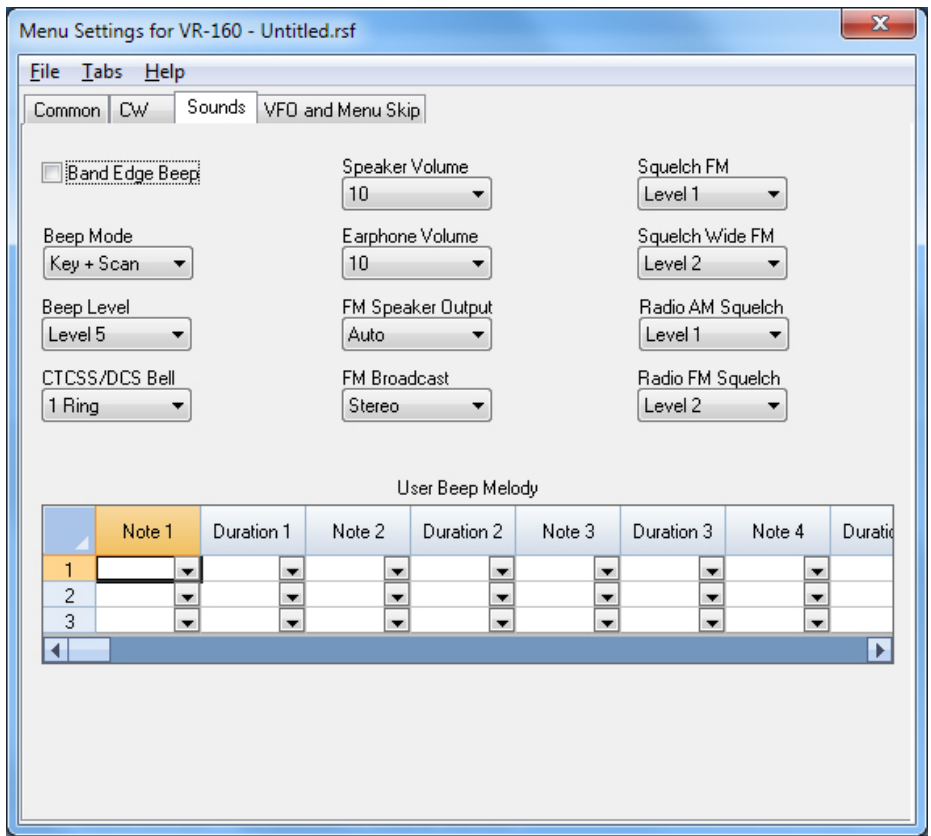 Menu Settings for VR-160 - Untitled.rsf
File Tabs Help
Common CW Sounds VFO and Menu Skip
Band Edge Beep
Speaker Volume
10
Squelch FM
Level 1
Beep Mode
Key + Scan
Earphone Volume
10
Squelch Wide FM
Level 2
Beep Level
Level 5
FM Speaker Output
Auto
Radio AM Squelch
Level 1
CTCSS/DCS Bell
1 Ring
FM Broadcast
Stereo
Radio FM Squelch
Level 2
User Beep Melody
Note 1 Duration 1 Note 2 Duration 2 Note 3 Duration 3 Note 4 Duratio
1
2
3